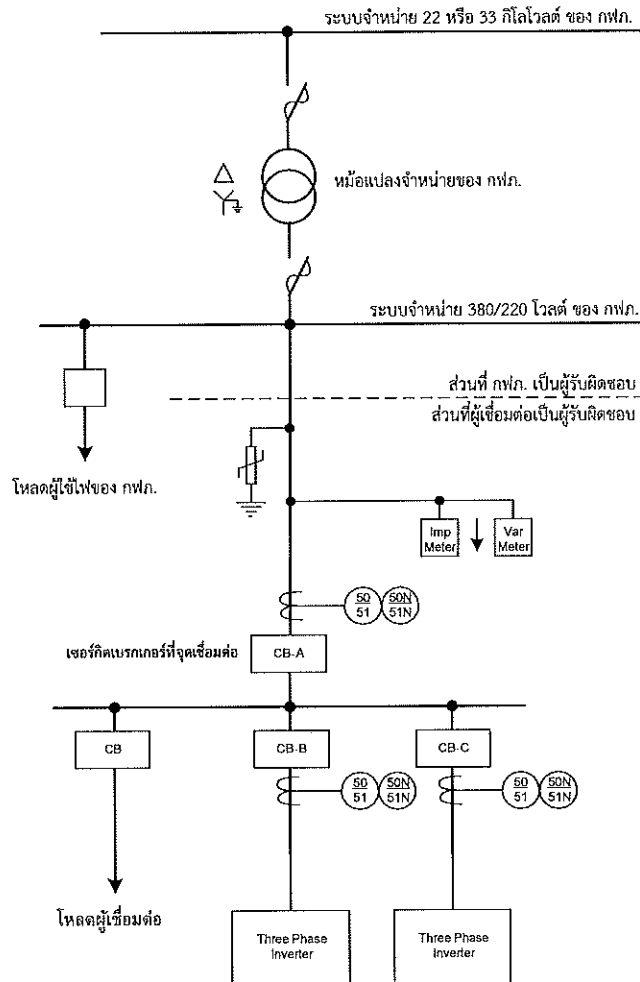 ระบบจำหน่าย 22 หรือ 33 กิโลโวลต์ ของ กฟภ.
หม้อแปลงจำหน่ายของ กฟภ.
ระบบจำหน่าย 380/220 โวลต์ ของ กฟภ.
ส่วนที่ กฟภ. เป็นผู้รับผิดชอบ
ส่วนที่ผู้เชื่อมต่อเป็นผู้รับผิดชอบ
โหลดผู้ใช้ไฟของ กฟภ.
Imp
Meter
Var
Meter
50
51
50N
51N
เซอร์กิตเบรกเกอร์ที่จุดเชื่อมต่อ
CB-A
CB
CB-B
CB-C
50
51
50N
51N
50
51
50N
51N
โหลดผู้เชื่อมต่อ
Three Phase
Inverter
Three Phase
Inverter